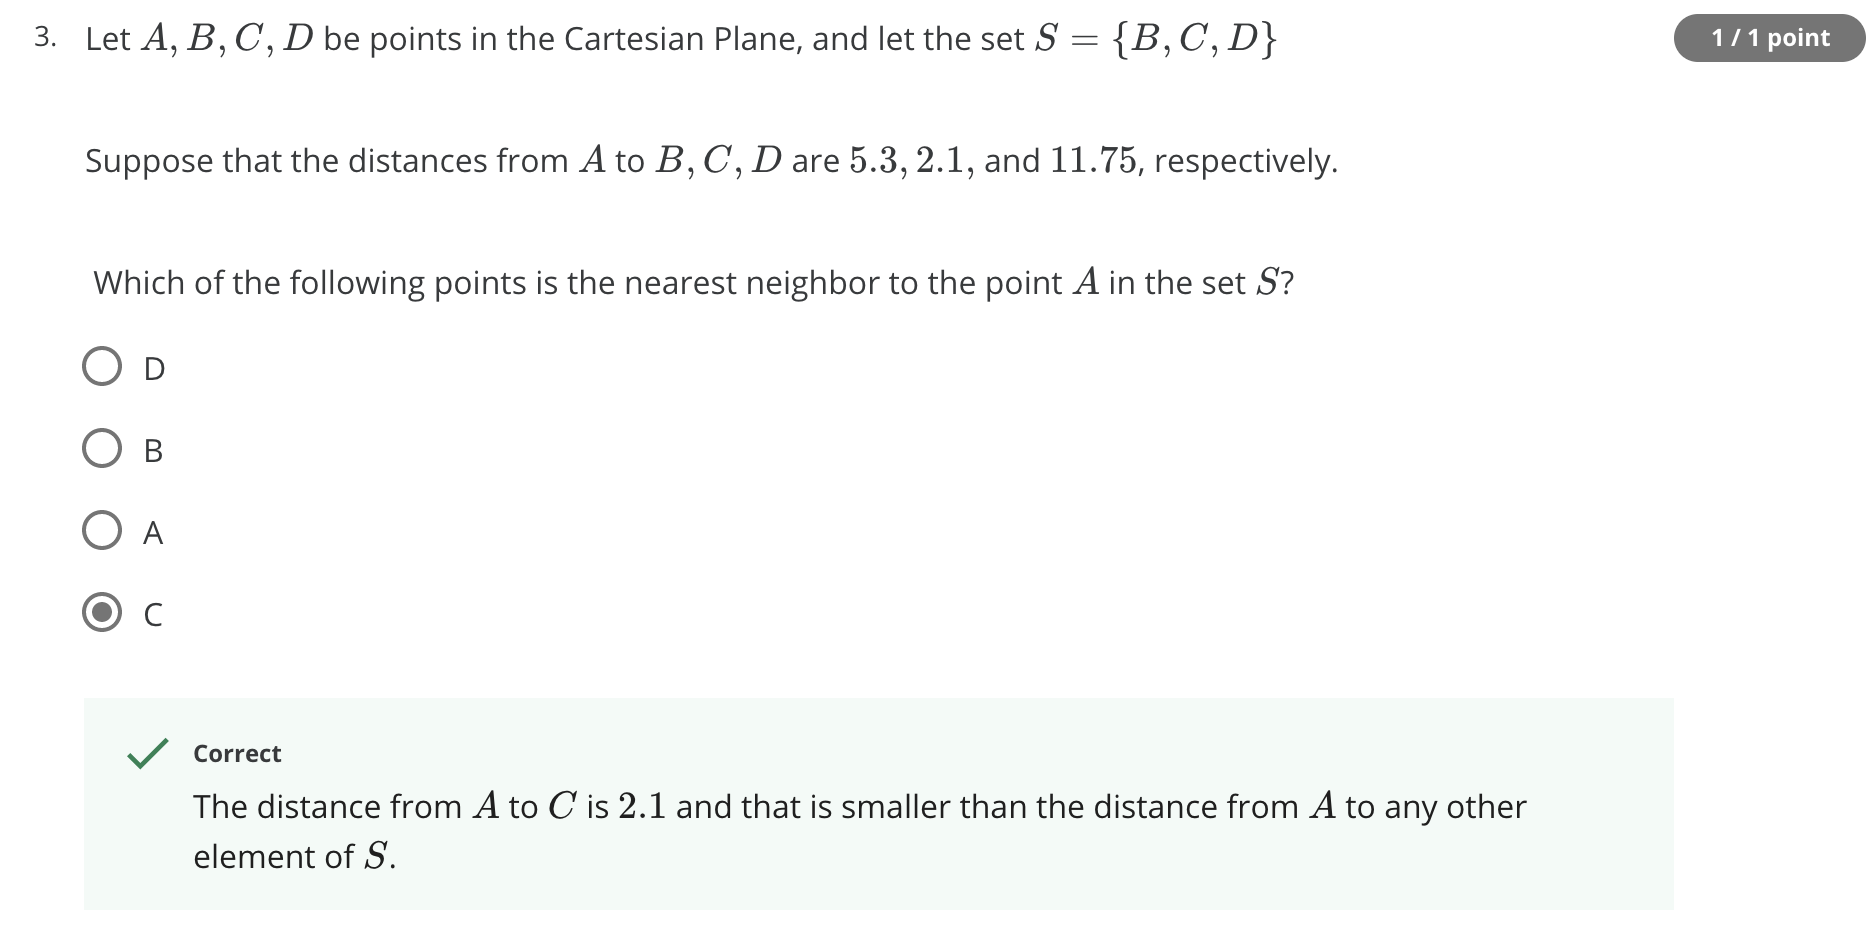 3. Let A, B, C, D be points in the Cartesian Plane, and let the set S = {B, C, D}
1 / 1 point
Suppose that the distances from A to B, C, D are 5.3, 2.1, and 11.75, respectively.
Which of the following points is the nearest neighbor to the point A in the set S?
D
B
A
C
Correct
The distance from A to C is 2.1 and that is smaller than the distance from A to any other
element of S.